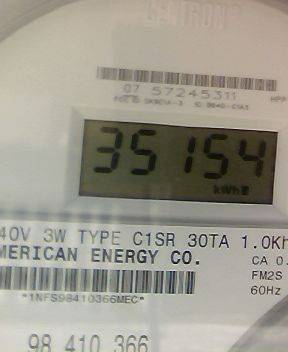 CENTRON
07 57245311
35154
kWh
40V 3W TYPE C1SR 30TA 1.0Kh
MERICAN ENERGY CO.
CA 0.
FM2S
60Hz
*1NFS98410366MEC*
98 410 366